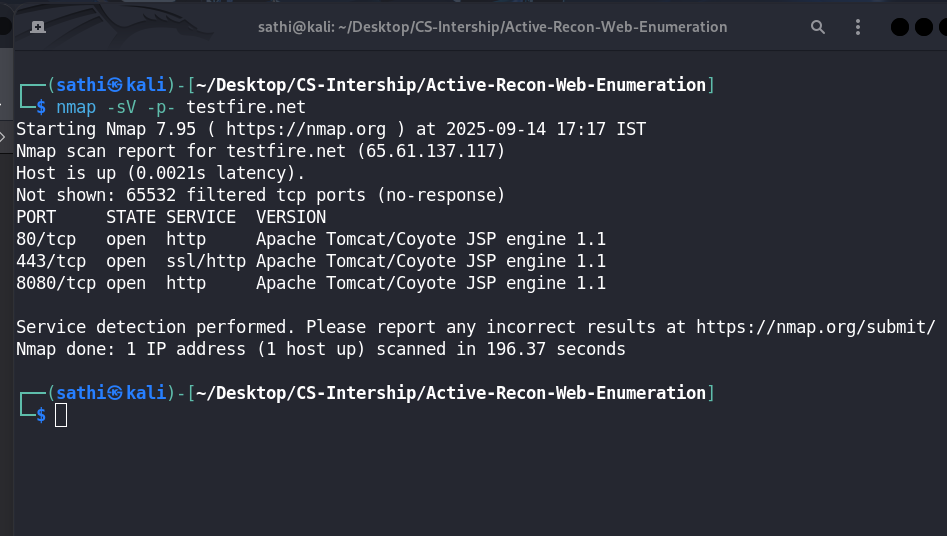 sathi@kali: ~/Desktop/CS-Intership/Active-Recon-Web-Enumeration
┌──(sathi㉿kali)-[~/Desktop/CS-Intership/Active-Recon-Web-Enumeration]
└─$ nmap -sV -p- testfire.net
Starting Nmap 7.95 ( https://nmap.org ) at 2025-09-14 17:17 IST
Nmap scan report for testfire.net (65.61.137.117)
Host is up (0.0021s latency).
Not shown: 65532 filtered tcp ports (no-response)
PORT     STATE SERVICE  VERSION
80/tcp   open  http     Apache Tomcat/Coyote JSP engine 1.1
443/tcp  open  ssl/http Apache Tomcat/Coyote JSP engine 1.1
8080/tcp open  http     Apache Tomcat/Coyote JSP engine 1.1
Service detection performed. Please report any incorrect results at https://nmap.org/submit/
Nmap done: 1 IP address (1 host up) scanned in 196.37 seconds
┌──(sathi㉿kali)-[~/Desktop/CS-Intership/Active-Recon-Web-Enumeration]
└─$